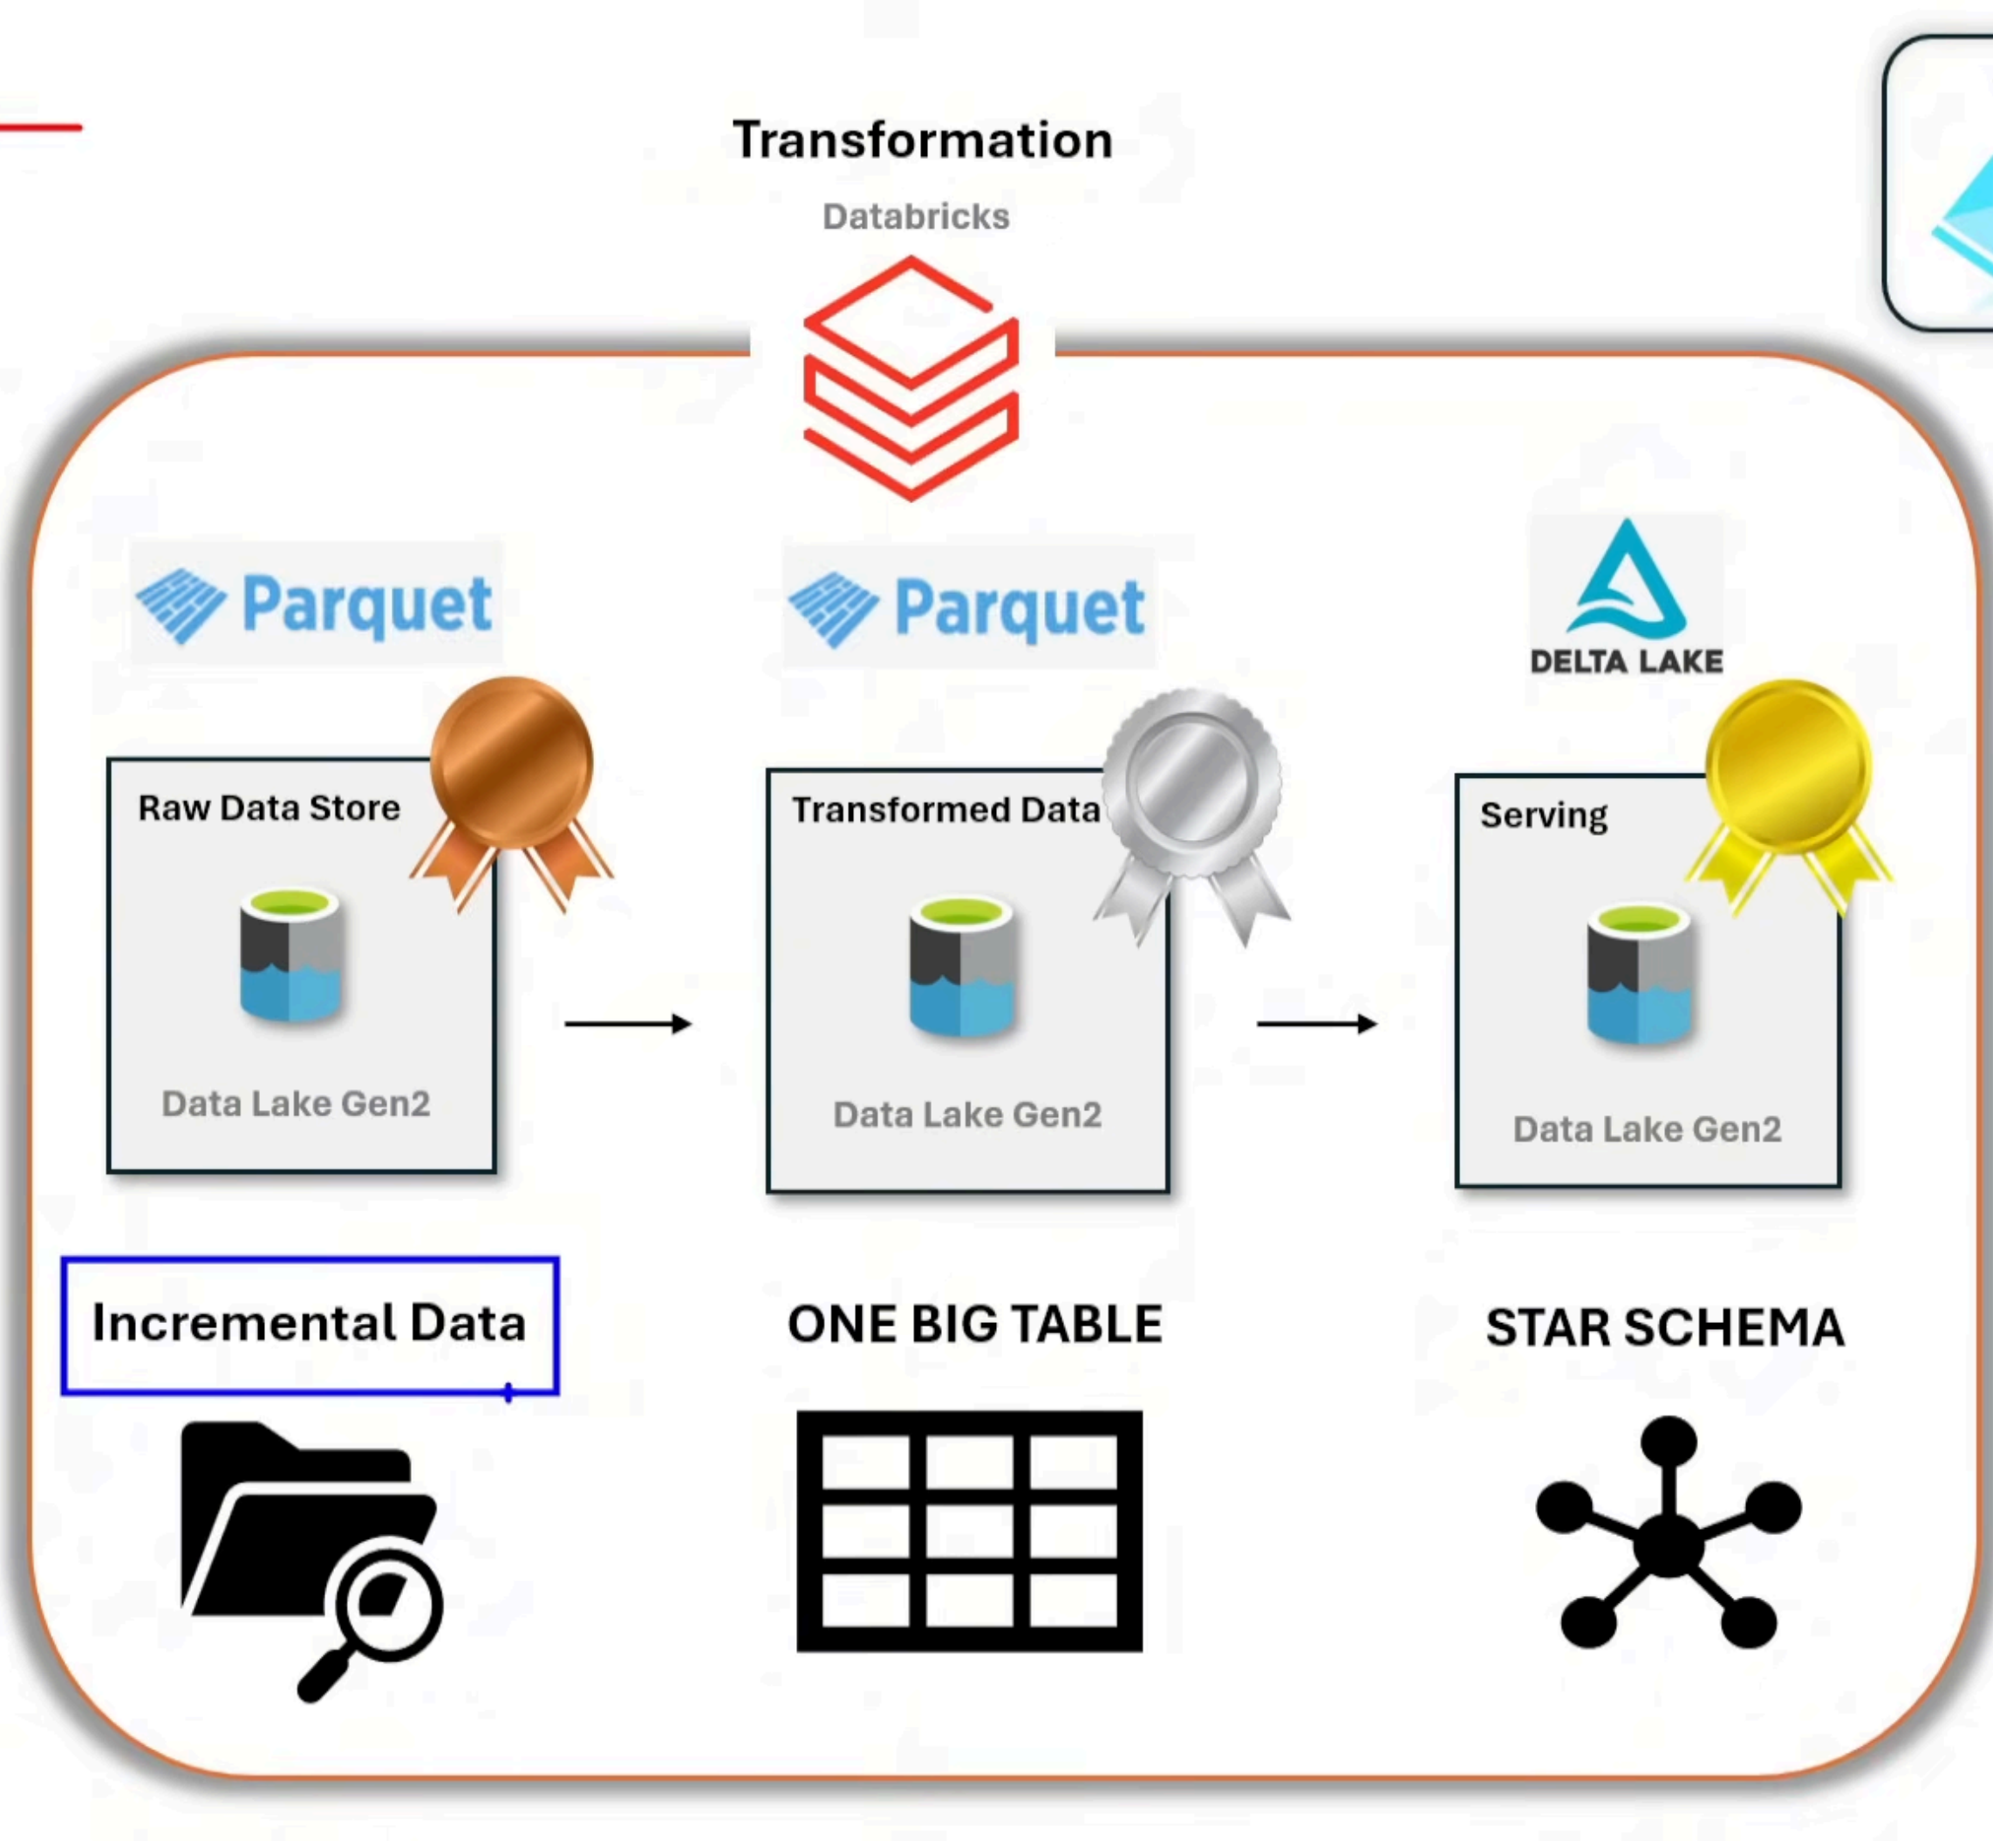 Transformation
Databricks
Parquet
Parquet
DELTA LAKE
Raw Data Store
Transformed Data
Serving
Data Lake Gen2
Data Lake Gen2
Data Lake Gen2
Incremental Data
ONE BIG TABLE
STAR SCHEMA